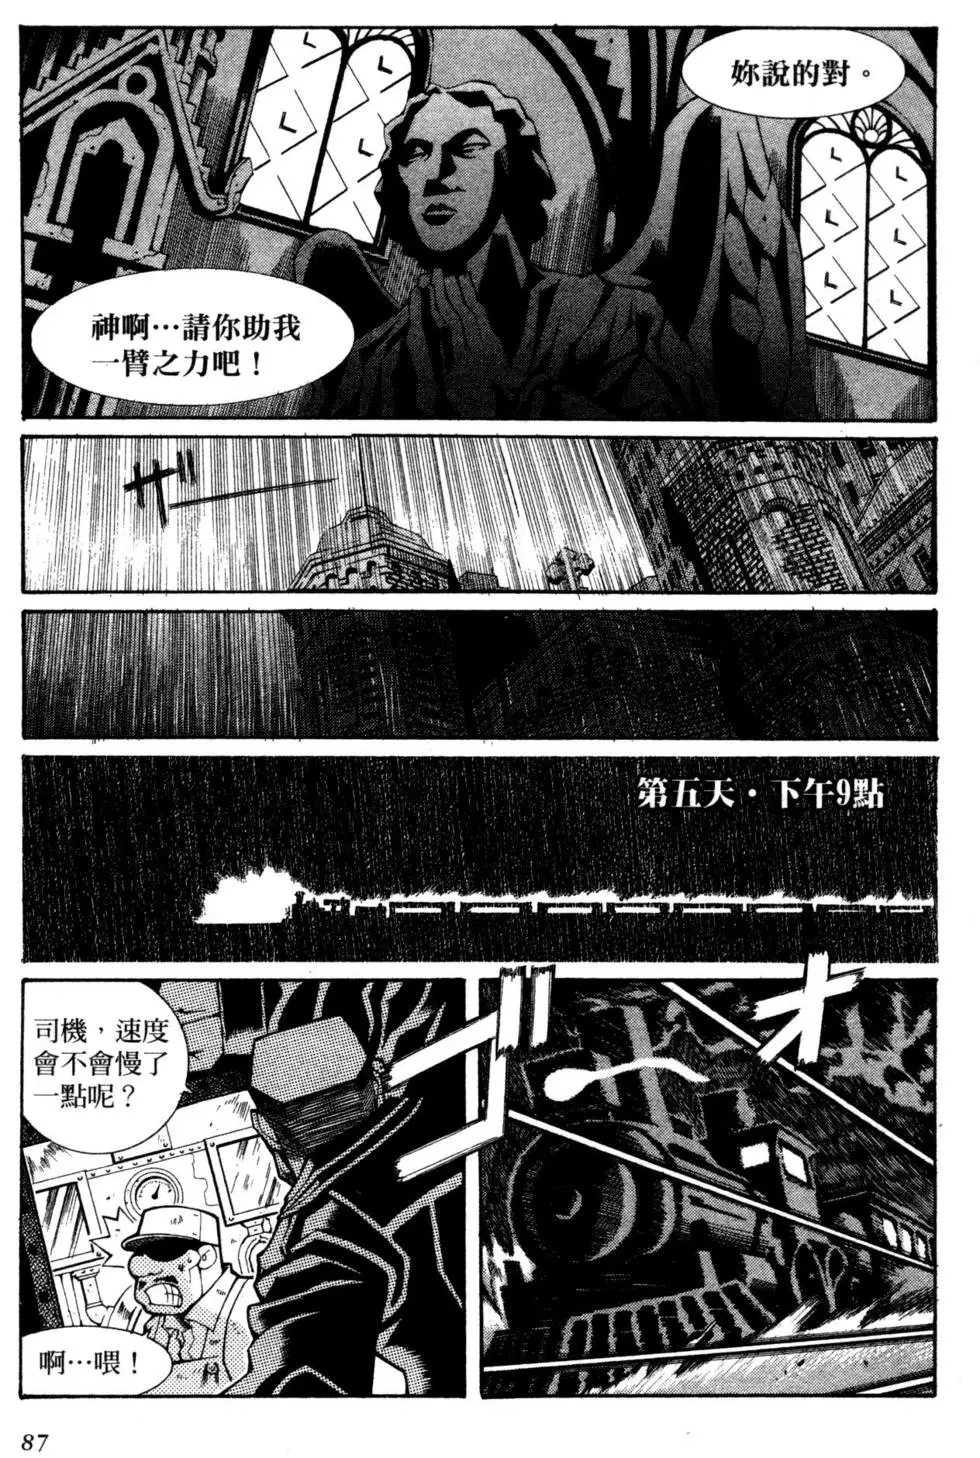 妳說的對。
神啊…請你助我
一臂之力吧！
ザ
第五天・下午9點
ゴオ
司機，速度
會不會慢了
一點呢？
啊…喂！
87